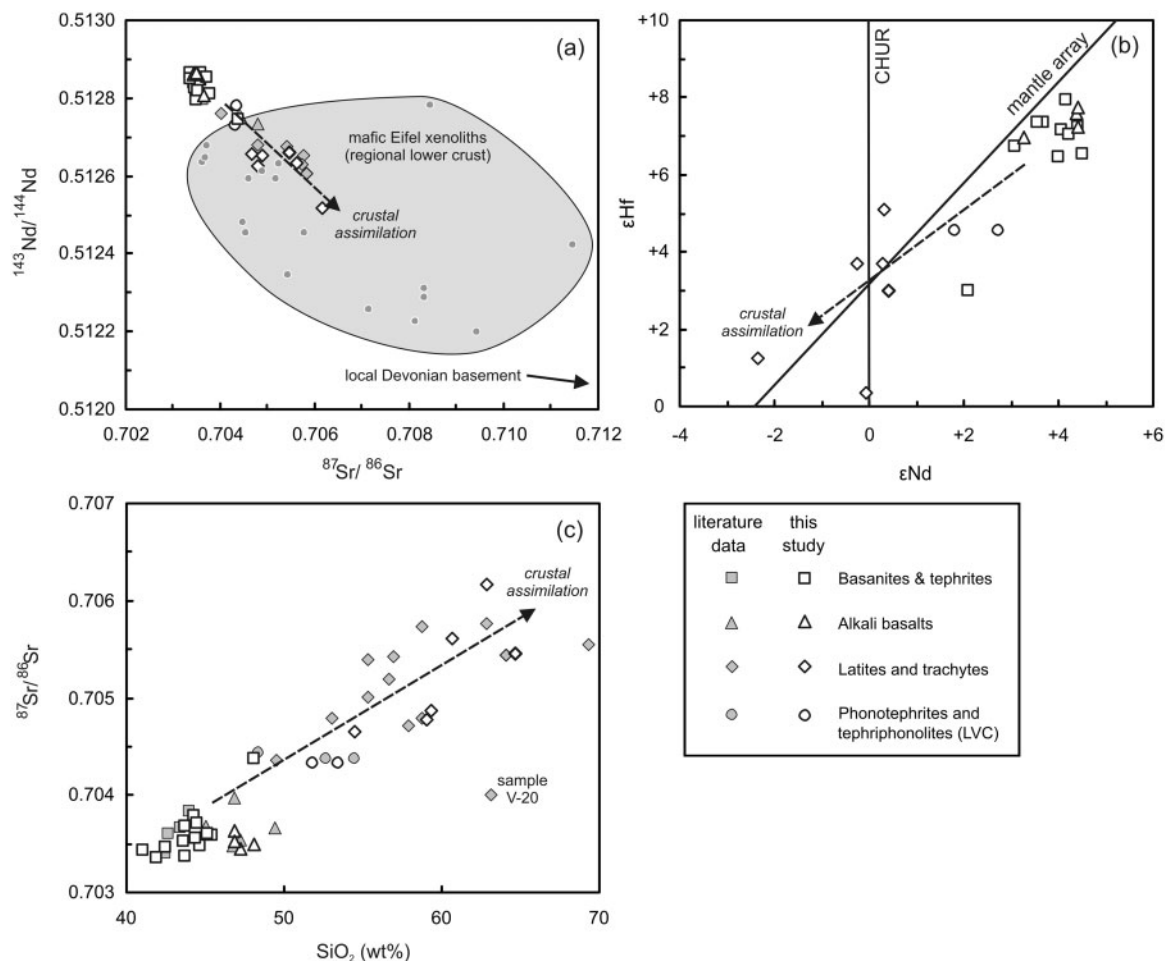 (a)
0.5130
0.5128
0.5126
0.5124
0.5122
0.5120
¹⁴³Nd/ ¹⁴⁴Nd
mafic Eifel xenoliths
(regional lower crust)
crustal
assimilation
local Devonian basement
0.702 0.704 0.706 0.708 0.710 0.712
⁸⁷Sr/ ⁸⁶Sr
(b)
+10
+8
+6
+4
+2
0
εHf
CHUR
mantle array
crustal
assimilation
-4 -2 0 +2 +4 +6
εNd
(c)
0.707
0.706
0.705
0.704
0.703
⁸⁷Sr/ ⁸⁶Sr
crustal
assimilation
sample
V-20
40 50 60 70
SiO₂ (wt%)
literature this
data study
Basanites & tephrites
Alkali basalts
Latites and trachytes
Phonotephrites and
tephriphonolites (LVC)